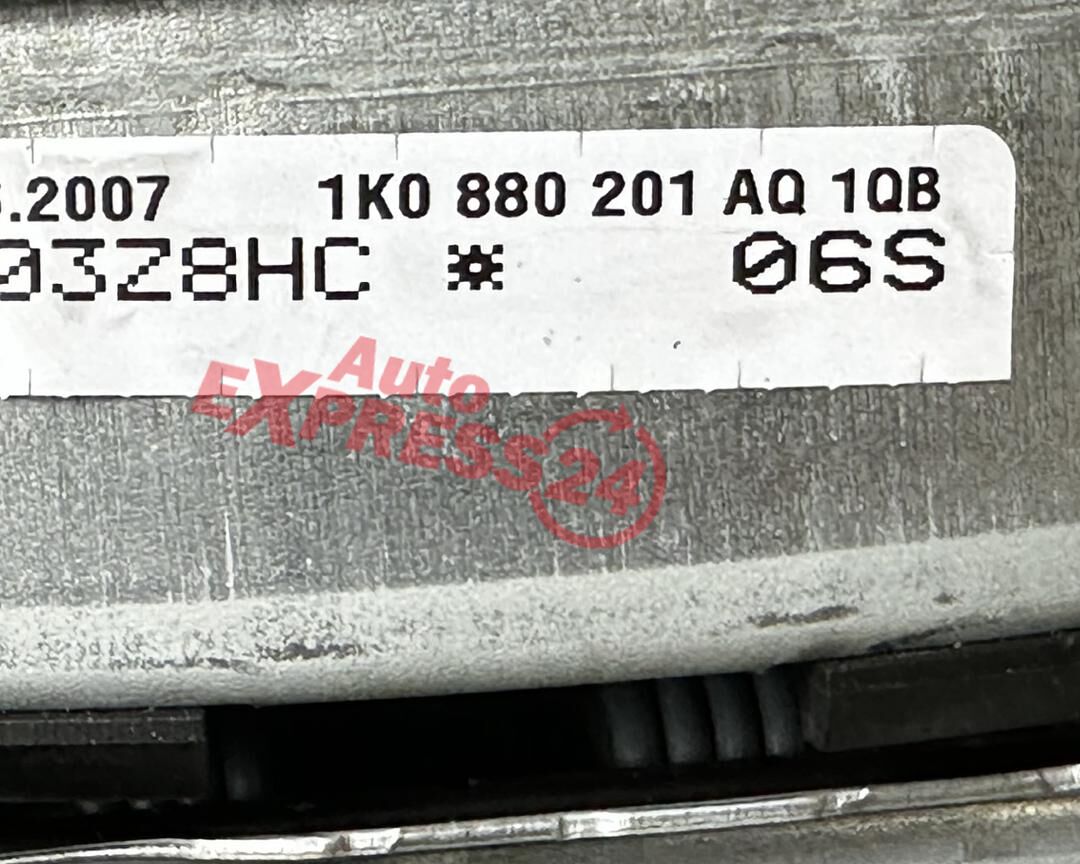 .2007 1K0 880 201 AQ 1QB
03Z8HC * 06S
Auto
EXPRESS24